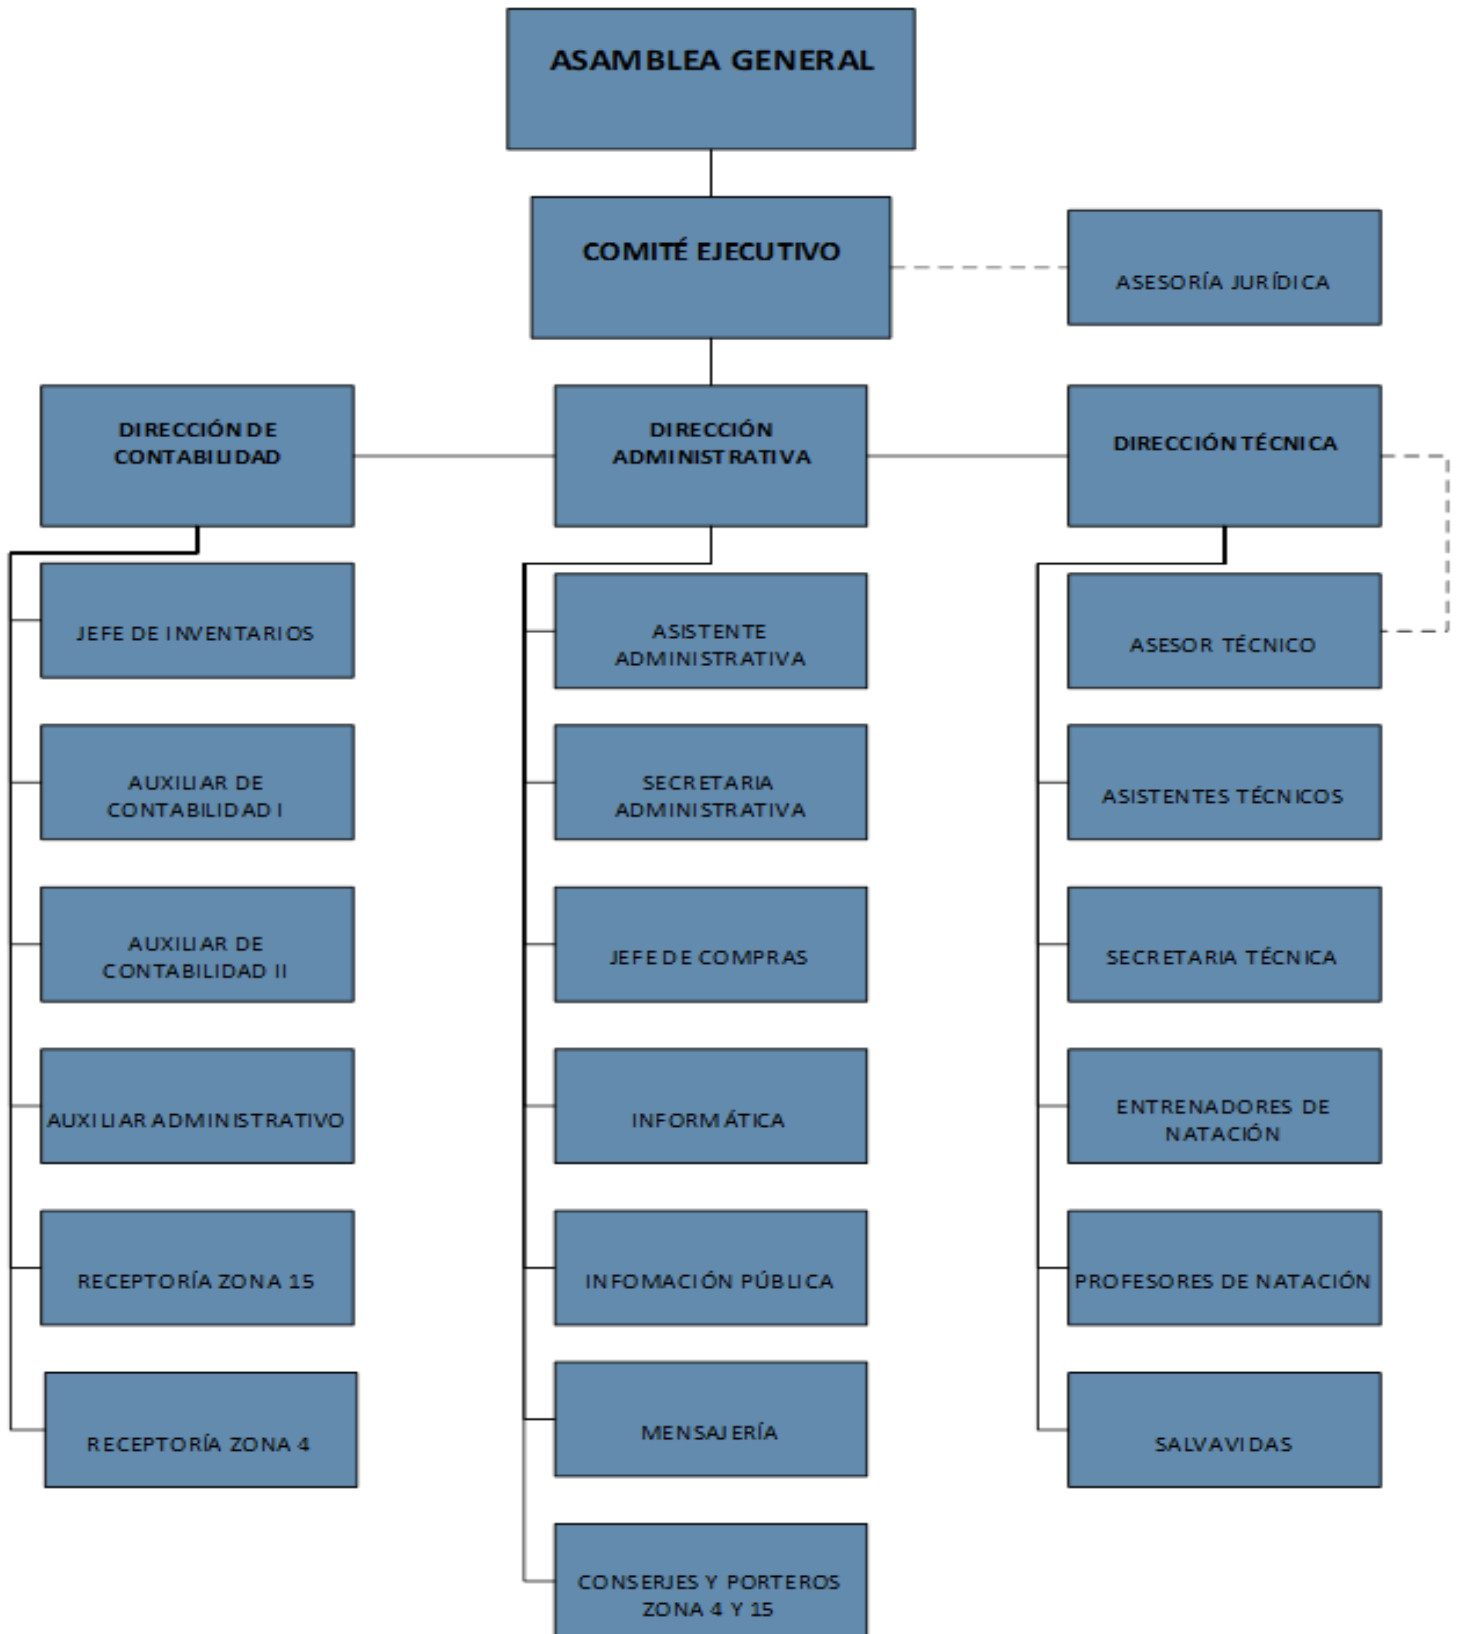 ASAMBLEA GENERAL
COMITÉ EJECUTIVO
ASESORÍA JURÍDICA
DIRECCIÓN DE
CONTABILIDAD
DIRECCIÓN
ADMINISTRATIVA
DIRECCIÓN TÉCNICA
JEFE DE INVENTARIOS
AUXILIAR DE
CONTABILIDAD I
AUXILIAR DE
CONTABILIDAD II
AUXILIAR ADMINISTRATIVO
RECEPTORÍA ZONA 15
RECEPTORÍA ZONA 4
ASISTENTE
ADMINISTRATIVA
SECRETARIA
ADMINISTRATIVA
JEFE DE COMPRAS
INFORMÁTICA
INFOMACIÓN PÚBLICA
MENSAJERÍA
CONSERJES Y PORTEROS
ZONA 4 Y 15
ASESOR TÉCNICO
ASISTENTES TÉCNICOS
SECRETARIA TÉCNICA
ENTRENADORES DE
NATACIÓN
PROFESORES DE NATACIÓN
SALVAVIDAS